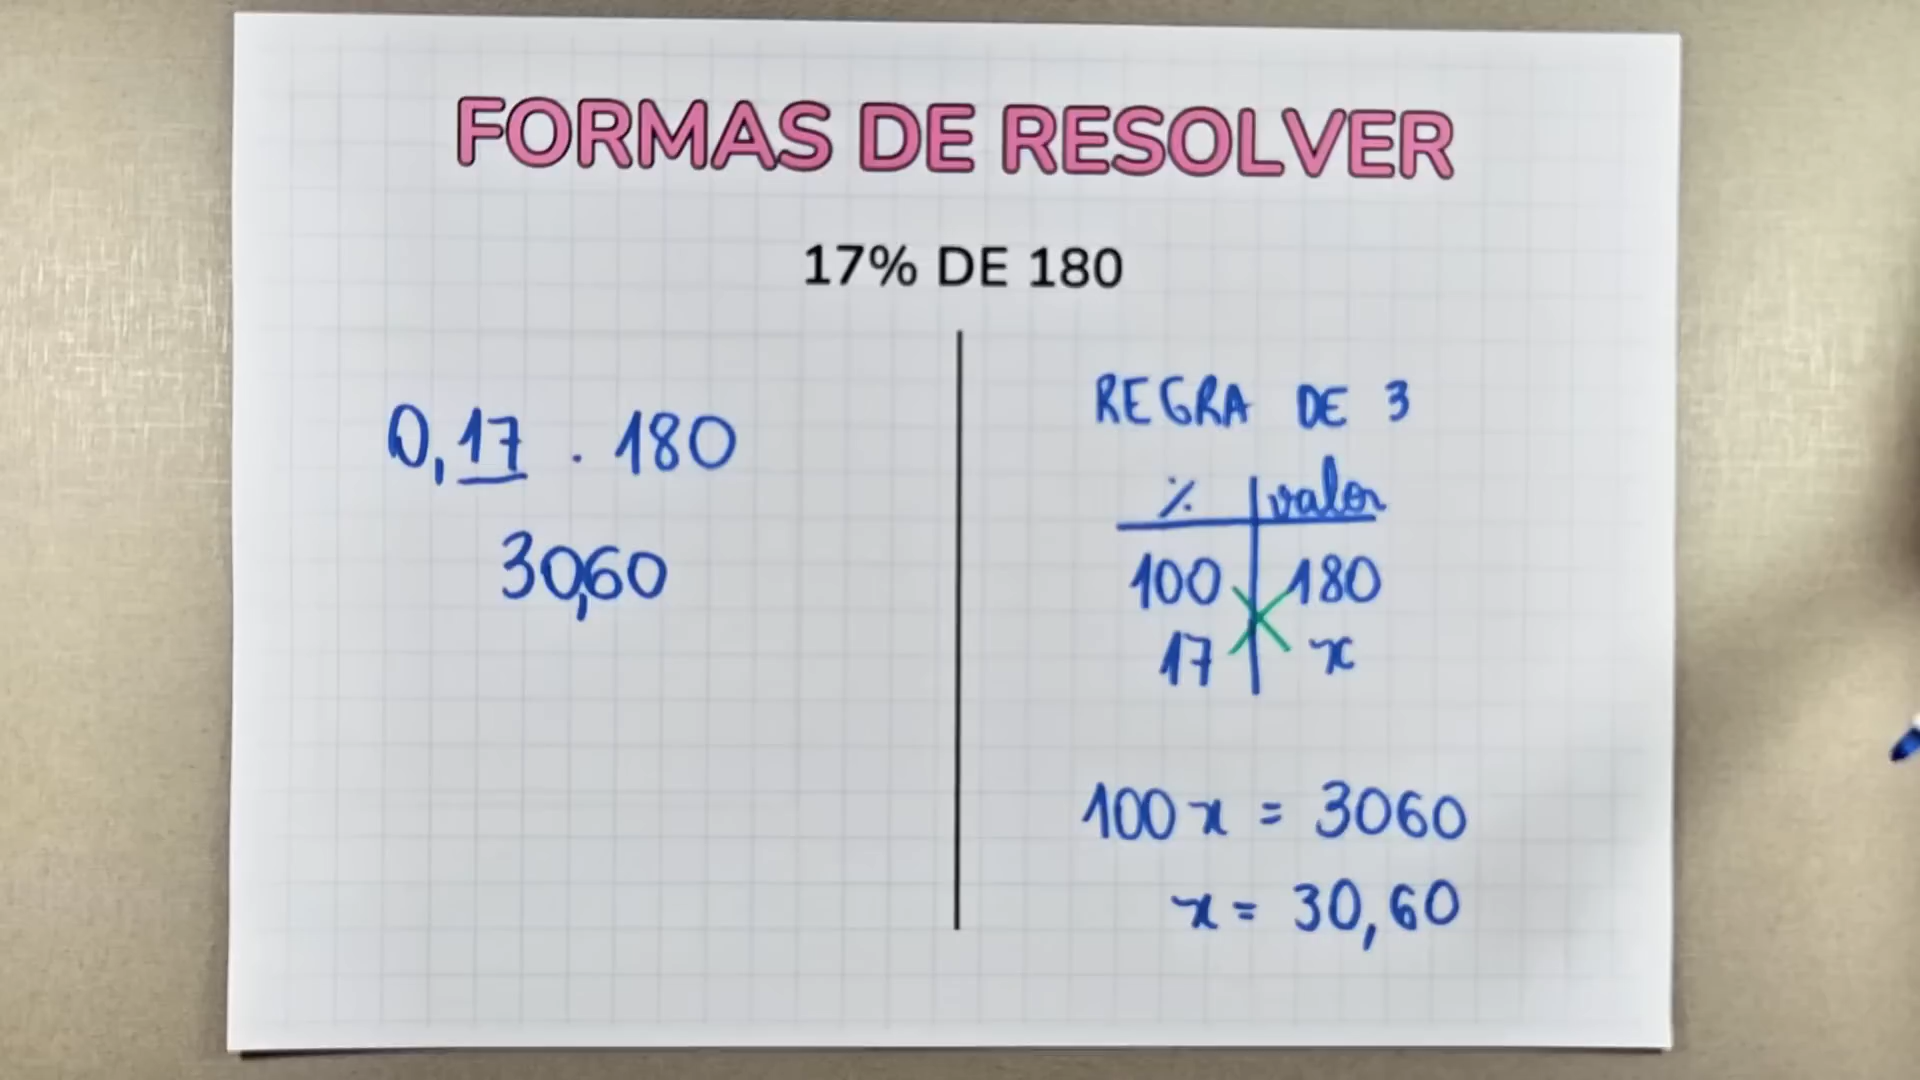 FORMAS DE RESOLVER
17% DE 180
0,17 . 180
30,60
REGRA DE 3
% valor
100 180
17 x
100x = 3060
x = 30,60